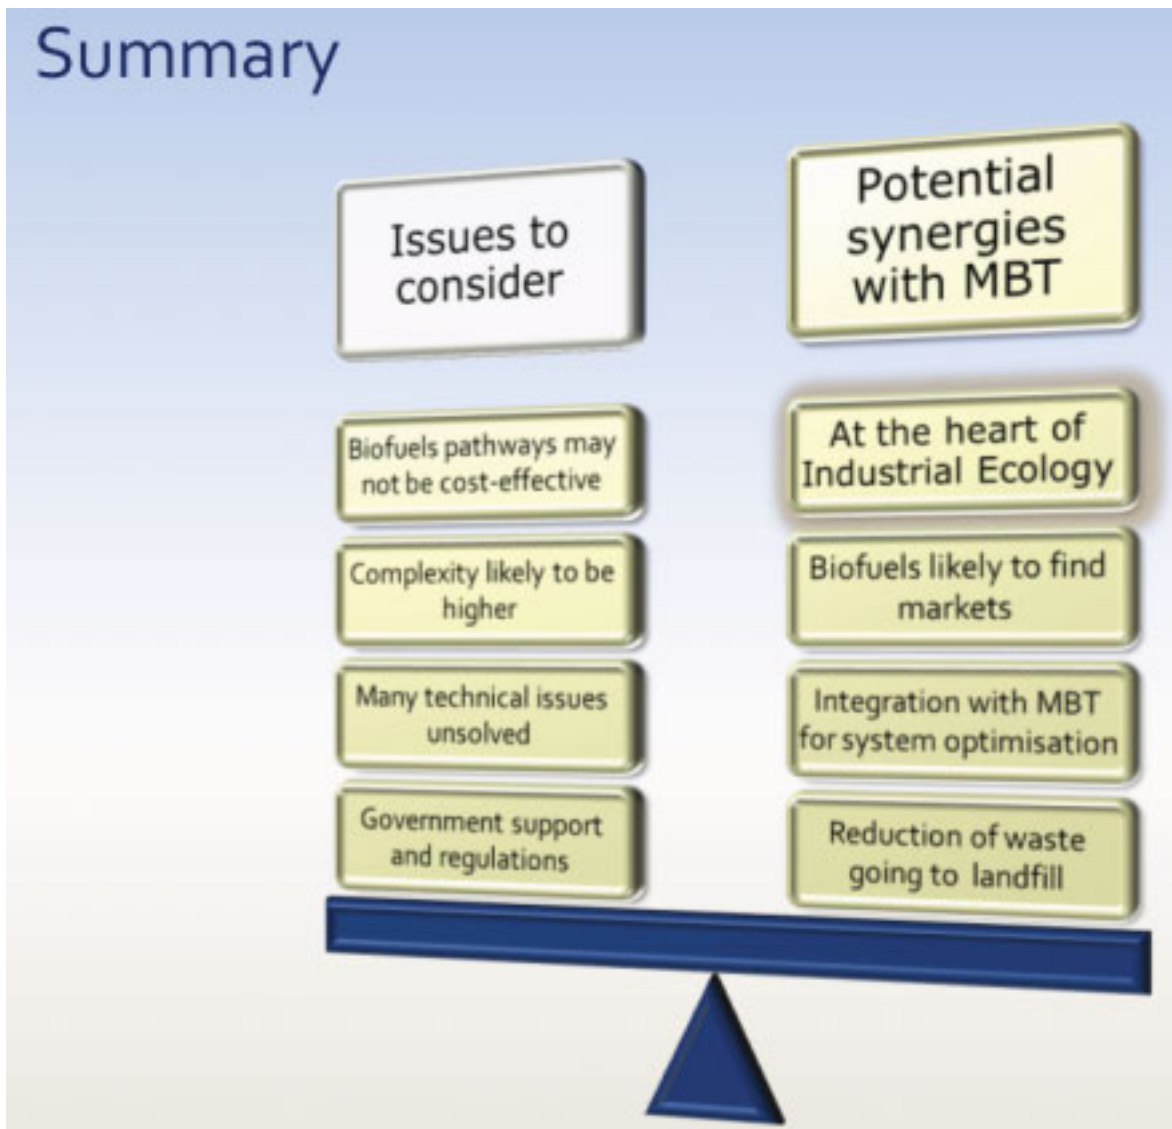 Summary
Issues to
consider
Biofuels pathways may
not be cost-effective
Complexity likely to be
higher
Many technical issues
unsolved
Government support
and regulations
Potential
synergies
with MBT
At the heart of
Industrial Ecology
Biofuels likely to find
markets
Integration with MBT
for system optimisation
Reduction of waste
going to landfill